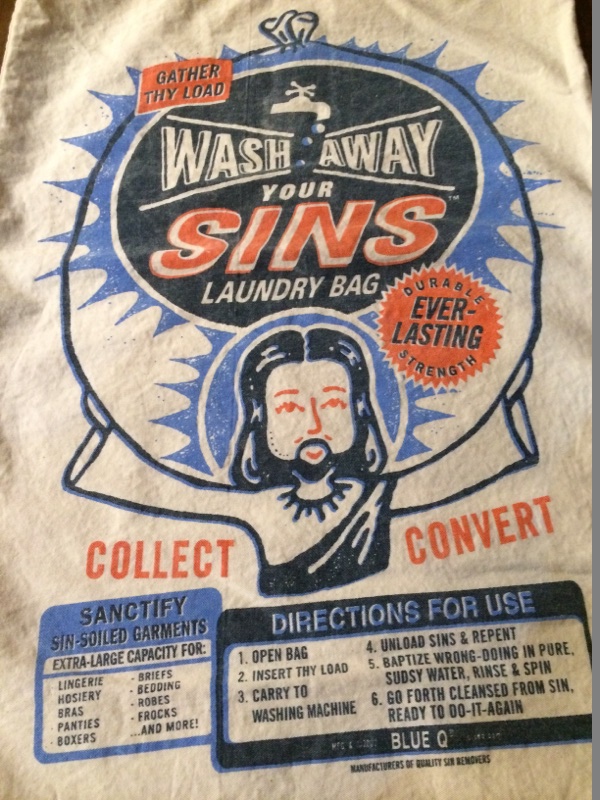 GATHER
THY LOAD
WASH AWAY
YOUR
SINS
TM
LAUNDRY BAG
DURABLE
EVER-
LASTING
STRENGTH
COLLECT
CONVERT
SANCTIFY
SIN-SOILED GARMENTS
EXTRA-LARGE CAPACITY FOR:
· LINGERIE
· HOSIERY
· BRAS
· PANTIES
· BOXERS
· BRIEFS
· BEDDING
· ROBES
· FROCKS
...AND MORE!
DIRECTIONS FOR USE
1. OPEN BAG
2. INSERT THY LOAD
3. CARRY TO
WASHING MACHINE
4. UNLOAD SINS & REPENT
5. BAPTIZE WRONG-DOING IN PURE,
SUDSY WATER, RINSE & SPIN
6. GO FORTH CLEANSED FROM SIN,
READY TO DO-IT-AGAIN
BLUE Q
MANUFACTURERS OF QUALITY SIN REMOVERS